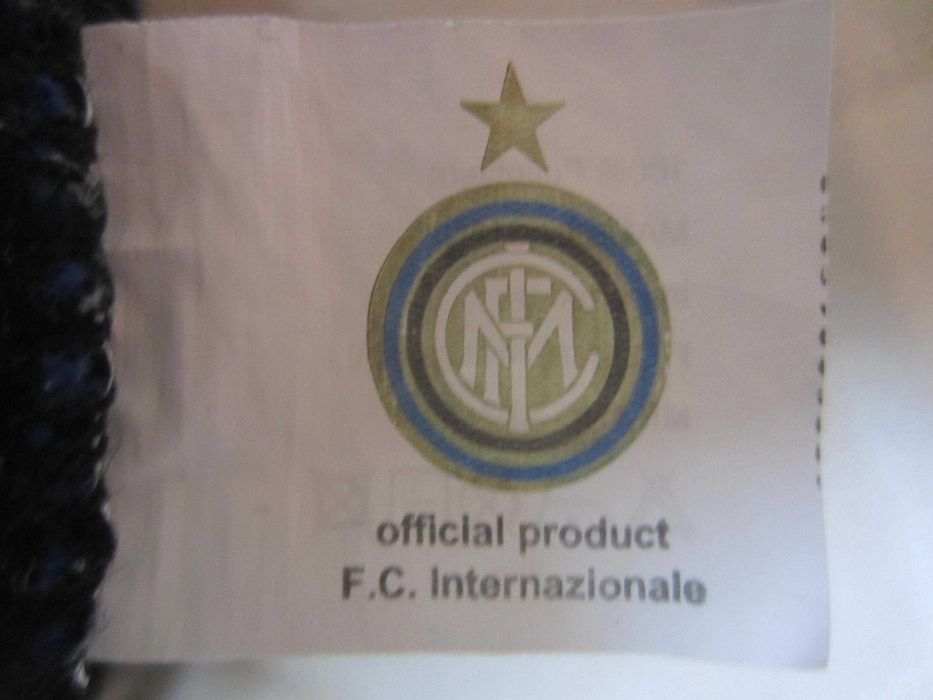 official product
F.C. Internazionale